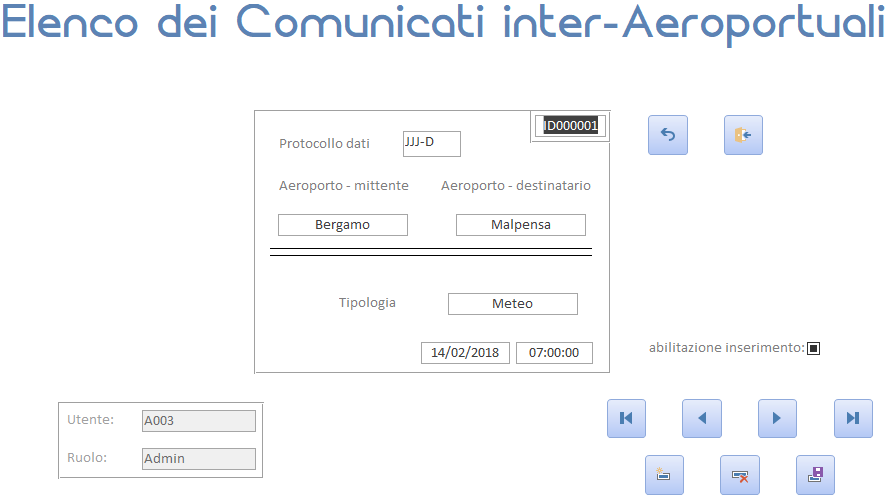 Elenco dei Comunicati inter-Aeroportuali
ID000001
Protocollo dati JJJ-D
Aeroporto - mittente Aeroporto - destinatario
Bergamo Malpensa
Tipologia Meteo
14/02/2018 07:00:00
abilitazione inserimento:
Utente: A003
Ruolo: Admin